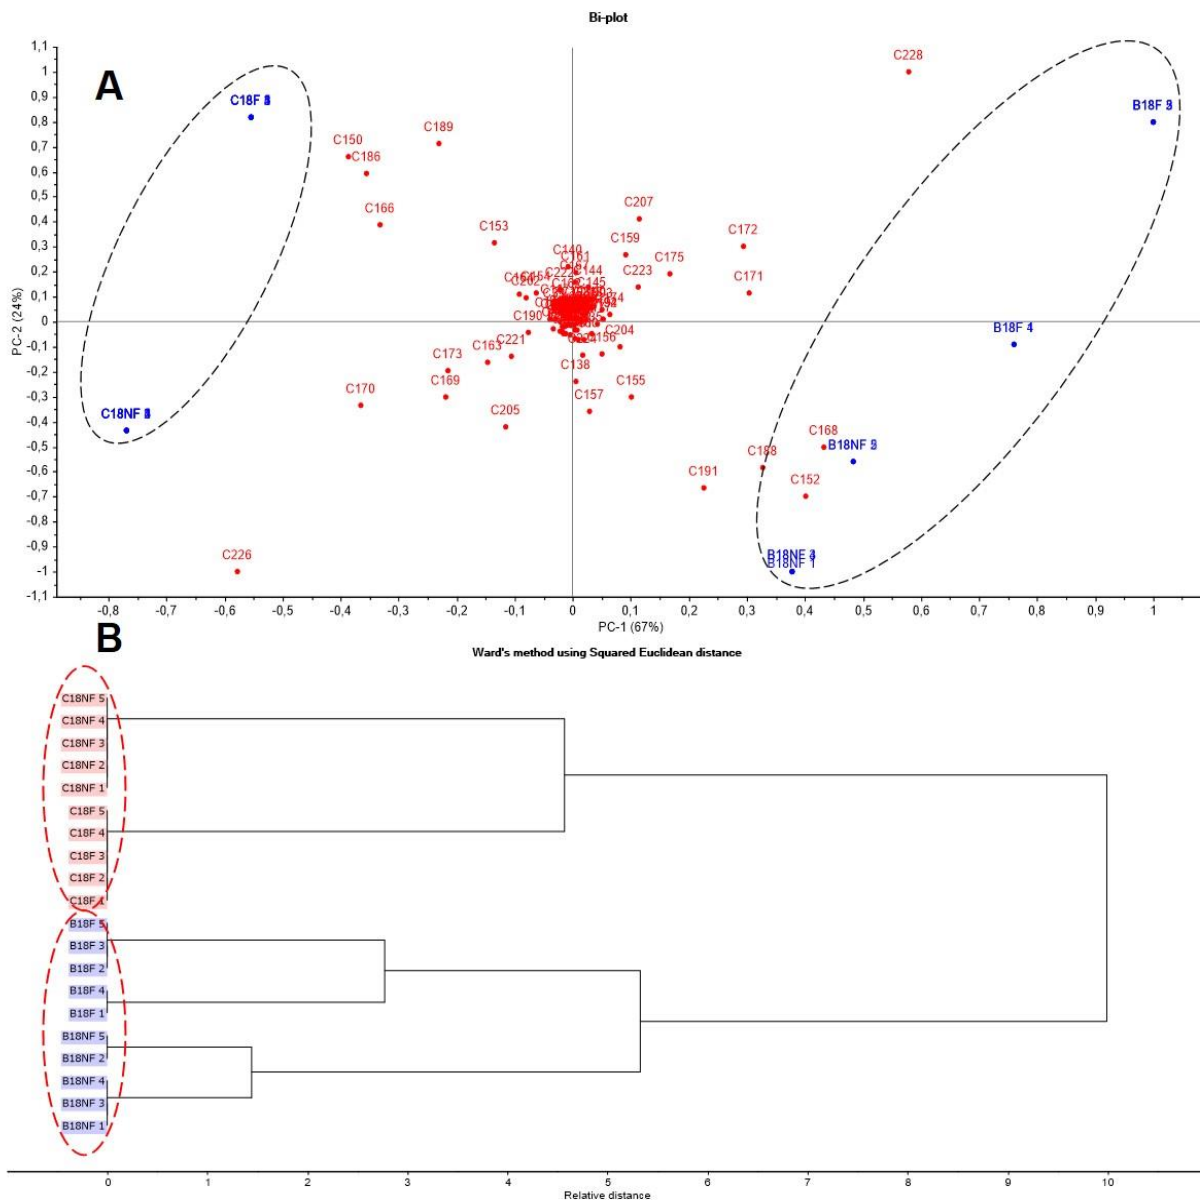 Bi-plot
A
1,1
1
0,9
0,8
0,7
0,6
0,5
0,4
0,3
0,2
0,1
0
-0,1
-0,2
-0,3
-0,4
-0,5
-0,6
-0,7
-0,8
-0,9
-1
-1,1
PC-2 (24%)
C228
B18F
C18F
C189
C150
C186
C166
C207
C153
C159
C172
C140
C175
C161
C223
C171
C222
C144
C145
C202
C190
C204
B18F 4
C221
C163
C156
C173
C138
C169
C170
C157
C155
C205
C18NF
C168
B18NF
C188
C191
C152
C226
B18NF
B18NF 1
-0,8 -0,7 -0,6 -0,5 -0,4 -0,3 -0,2 -0,1 0 0,1 0,2 0,3 0,4 0,5 0,6 0,7 0,8 0,9 1
PC-1 (67%)
B
Ward's method using Squared Euclidean distance
C18NF 5
C18NF 4
C18NF 3
C18NF 2
C18NF 1
C18F 5
C18F 4
C18F 3
C18F 2
C18F 1
B18F 5
B18F 3
B18F 2
B18F 4
B18F 1
B18NF 5
B18NF 2
B18NF 4
B18NF 3
B18NF 1
0 1 2 3 4 5 6 7 8 9 10
Relative distance